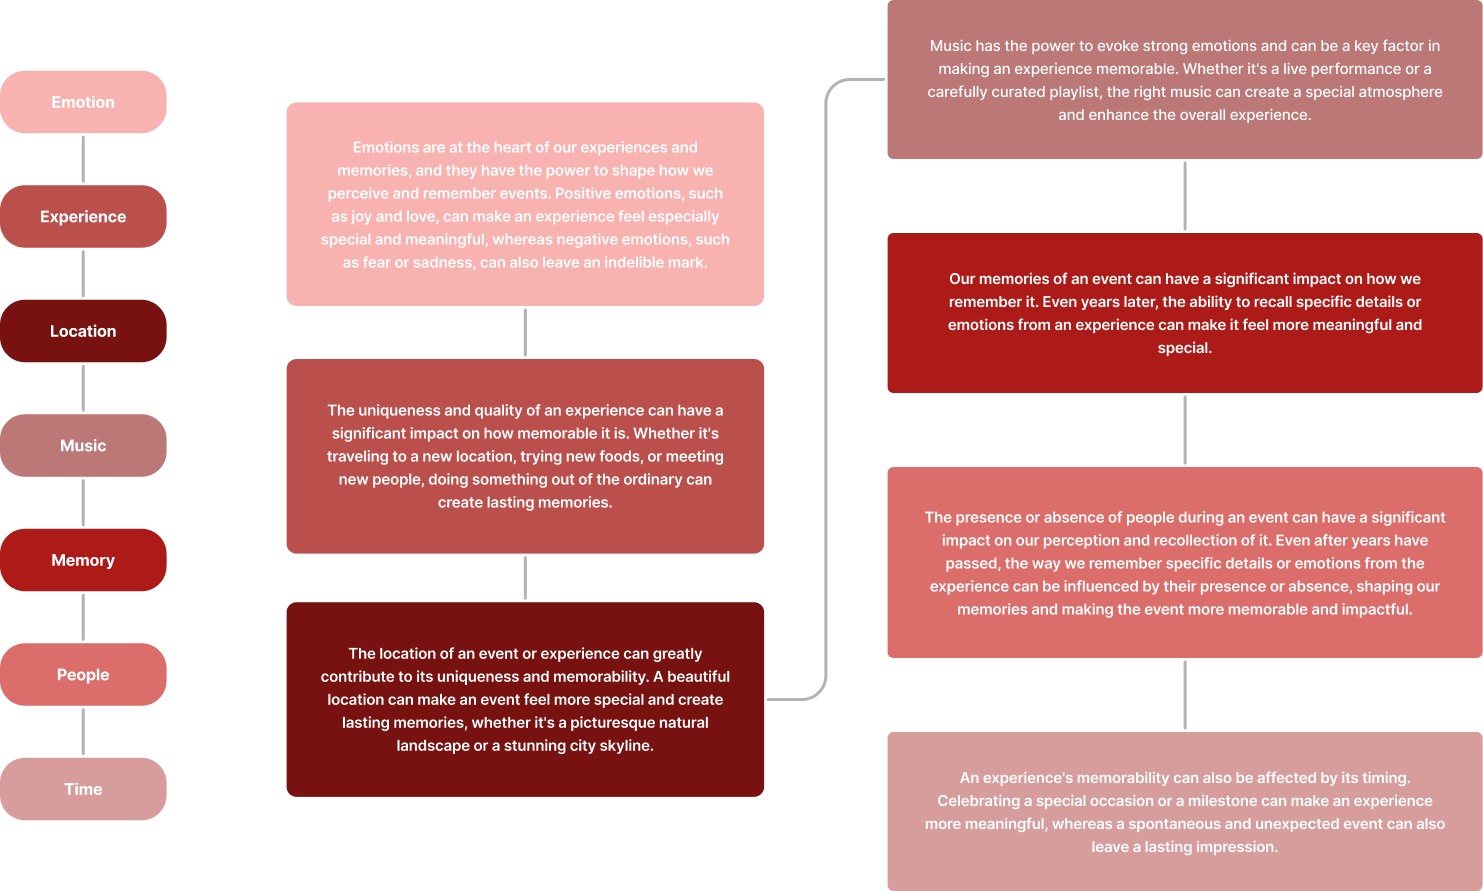 Emotion
Experience
Location
Music
Memory
People
Time
Emotions are at the heart of our experiences and
memories, and they have the power to shape how we
perceive and remember events. Positive emotions, such
as joy and love, can make an experience feel especially
special and meaningful, whereas negative emotions, such
as fear or sadness, can also leave an indelible mark.
The uniqueness and quality of an experience can have a
significant impact on how memorable it is. Whether it's
traveling to a new location, trying new foods, or meeting
new people, doing something out of the ordinary can
create lasting memories.
The location of an event or experience can greatly
contribute to its uniqueness and memorability. A beautiful
location can make an event feel more special and create
lasting memories, whether it's a picturesque natural
landscape or a stunning city skyline.
Music has the power to evoke strong emotions and can be a key factor in
making an experience memorable. Whether it's a live performance or a
carefully curated playlist, the right music can create a special atmosphere
and enhance the overall experience.
Our memories of an event can have a significant impact on how we
remember it. Even years later, the ability to recall specific details or
emotions from an experience can make it feel more meaningful and
special.
The presence or absence of people during an event can have a significant
impact on our perception and recollection of it. Even after years have
passed, the way we remember specific details or emotions from the
experience can be influenced by their presence or absence, shaping our
memories and making the event more memorable and impactful.
An experience's memorability can also be affected by its timing.
Celebrating a special occasion or a milestone can make an experience
more meaningful, whereas a spontaneous and unexpected event can also
leave a lasting impression.